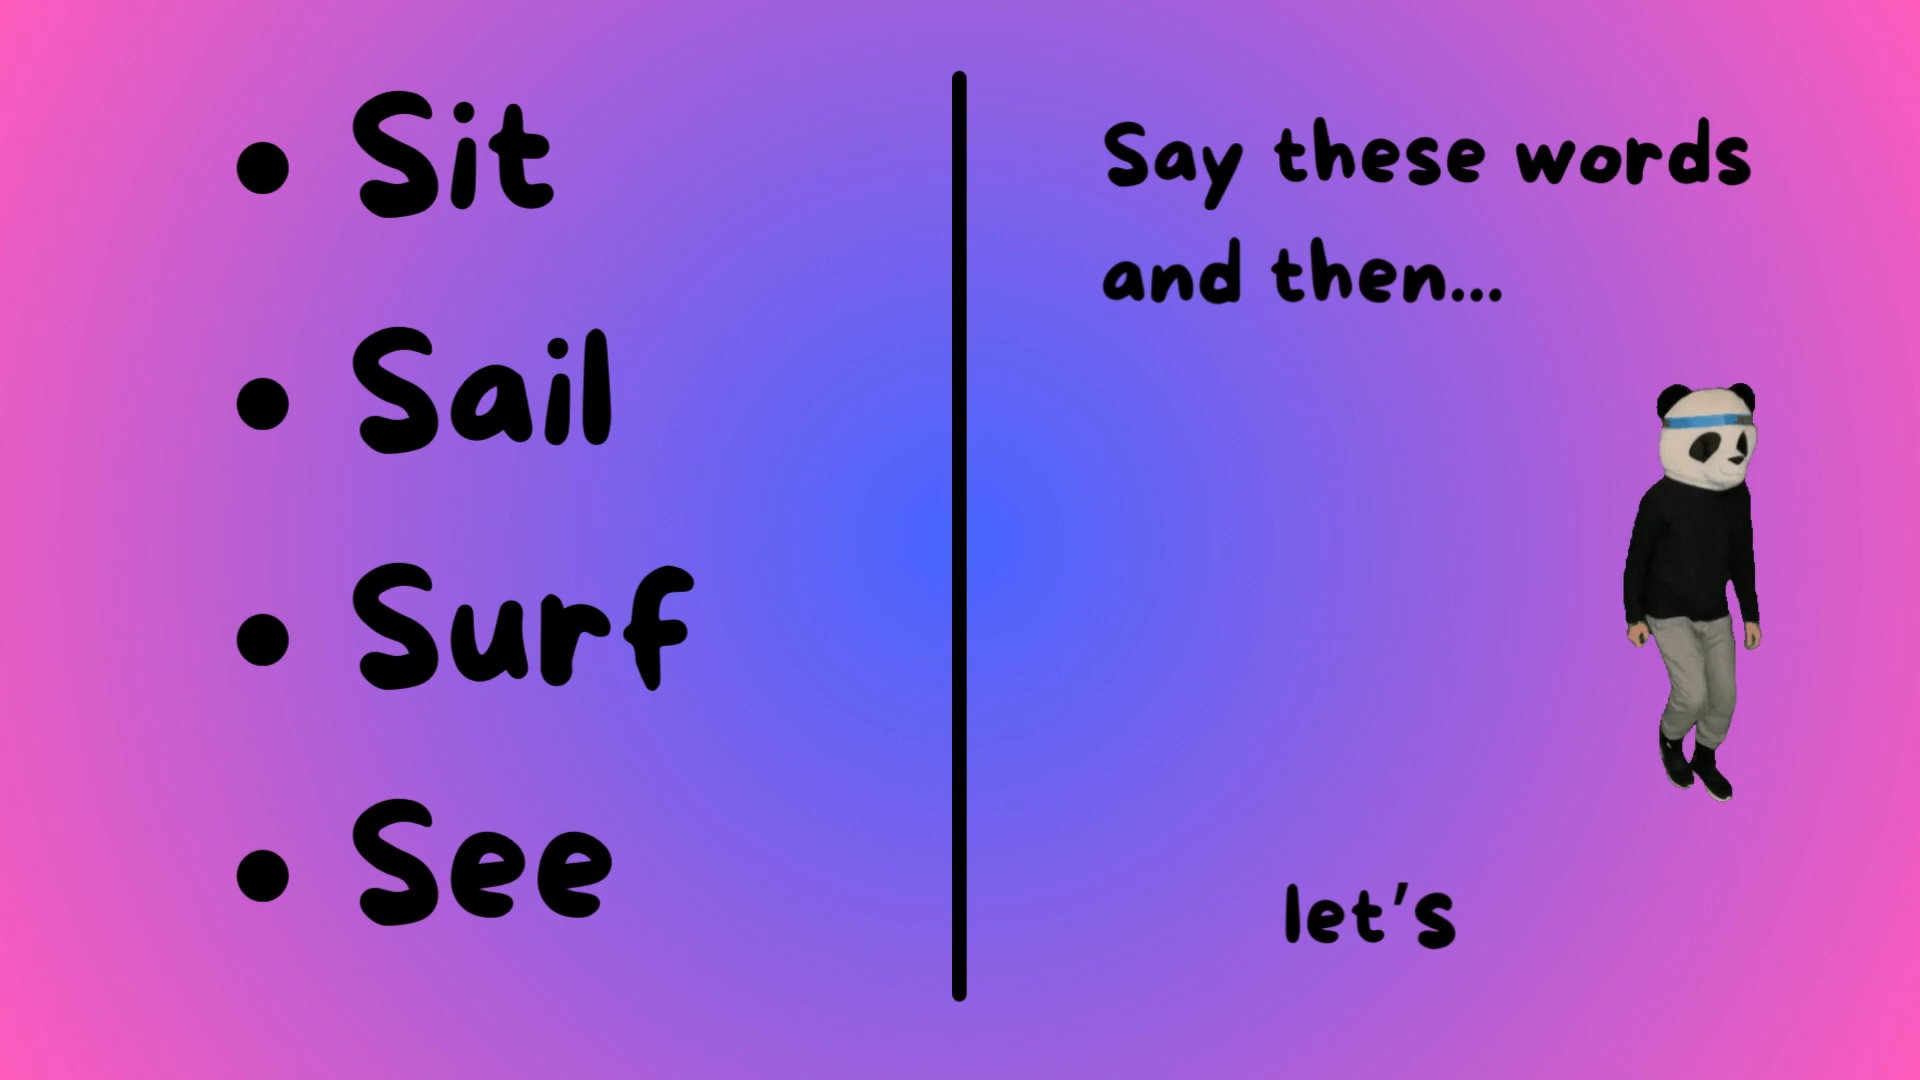 • Sit
• Sail
• Surf
• See
Say these words
and then...
let's